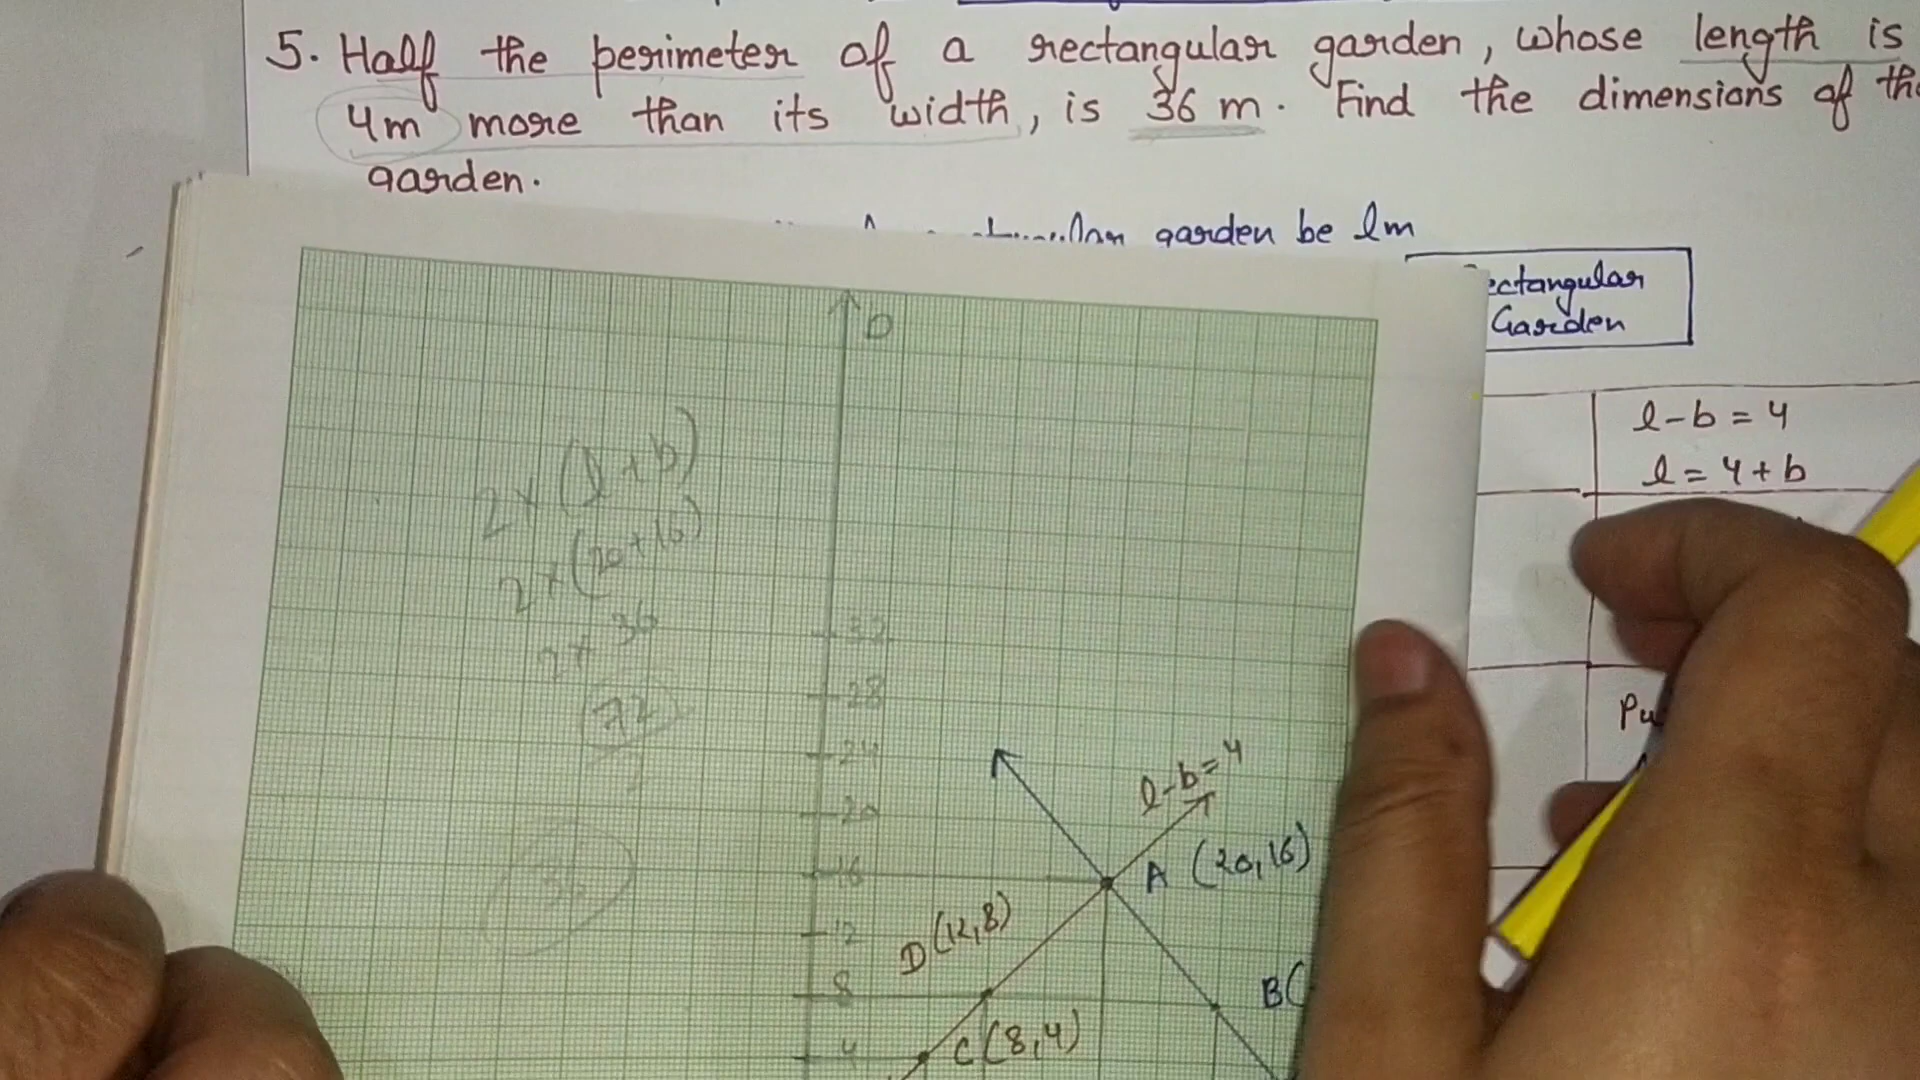 5. Half the perimeter of a rectangular garden, whose length is
4m more than its width, is 36 m. Find the dimensions of the
garden.
garden be lm
Rectangular
Garden
l-b = 4
l = 4+b
b
2×(l+b)
2×(20+16)
2×36
72
36
32
28
24
20
16
12
8
4
l-b=4
A (20,16)
D(12,8)
B(
C(8,4)